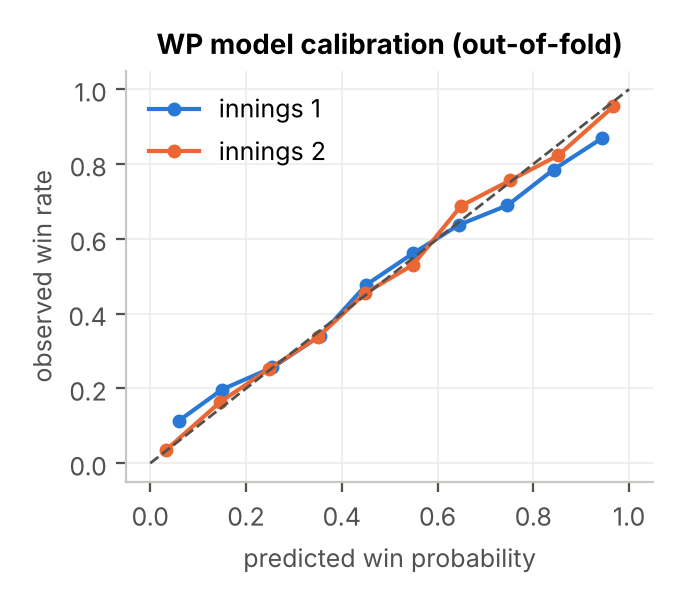 WP model calibration (out-of-fold)
innings 1
innings 2
observed win rate
1.0
0.8
0.6
0.4
0.2
0.0
0.0 0.2 0.4 0.6 0.8 1.0
predicted win probability